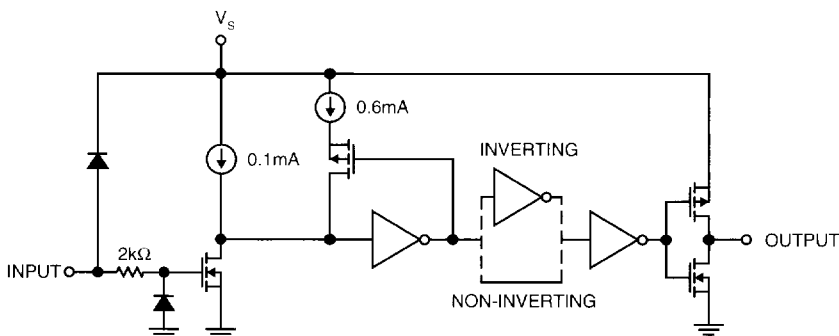 V_S
0.6mA
0.1mA
INVERTING
2kΩ
INPUT
OUTPUT
NON-INVERTING